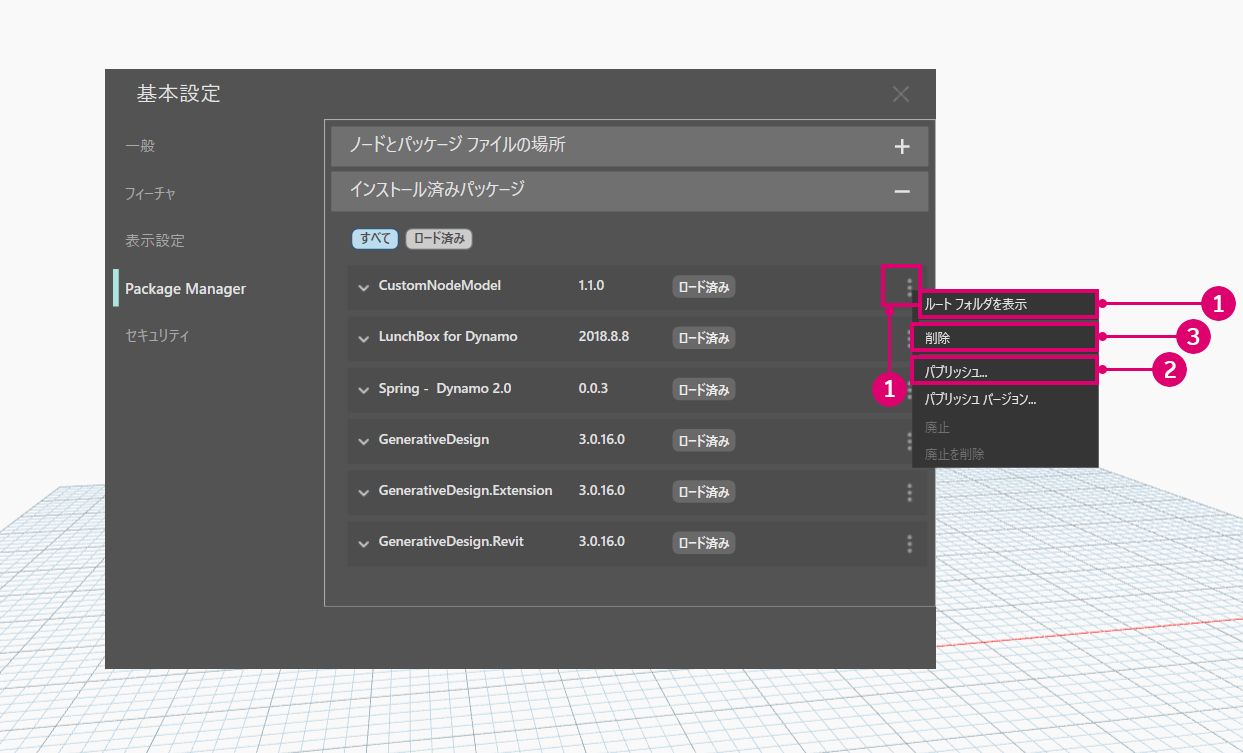 基本設定
一般
フィーチャ
表示設定
Package Manager
セキュリティ
ノードとパッケージ ファイルの場所
インストール済みパッケージ
すべて ロード済み
CustomNodeModel 1.1.0 ロード済み
LunchBox for Dynamo 2018.8.8 ロード済み
Spring - Dynamo 2.0 0.0.3 ロード済み
GenerativeDesign 3.0.16.0 ロード済み
GenerativeDesign.Extension 3.0.16.0 ロード済み
GenerativeDesign.Revit 3.0.16.0 ロード済み
1
ルート フォルダを表示 1
削除 3
パブリッシュ... 2
パブリッシュ バージョン...
廃止
廃止を削除